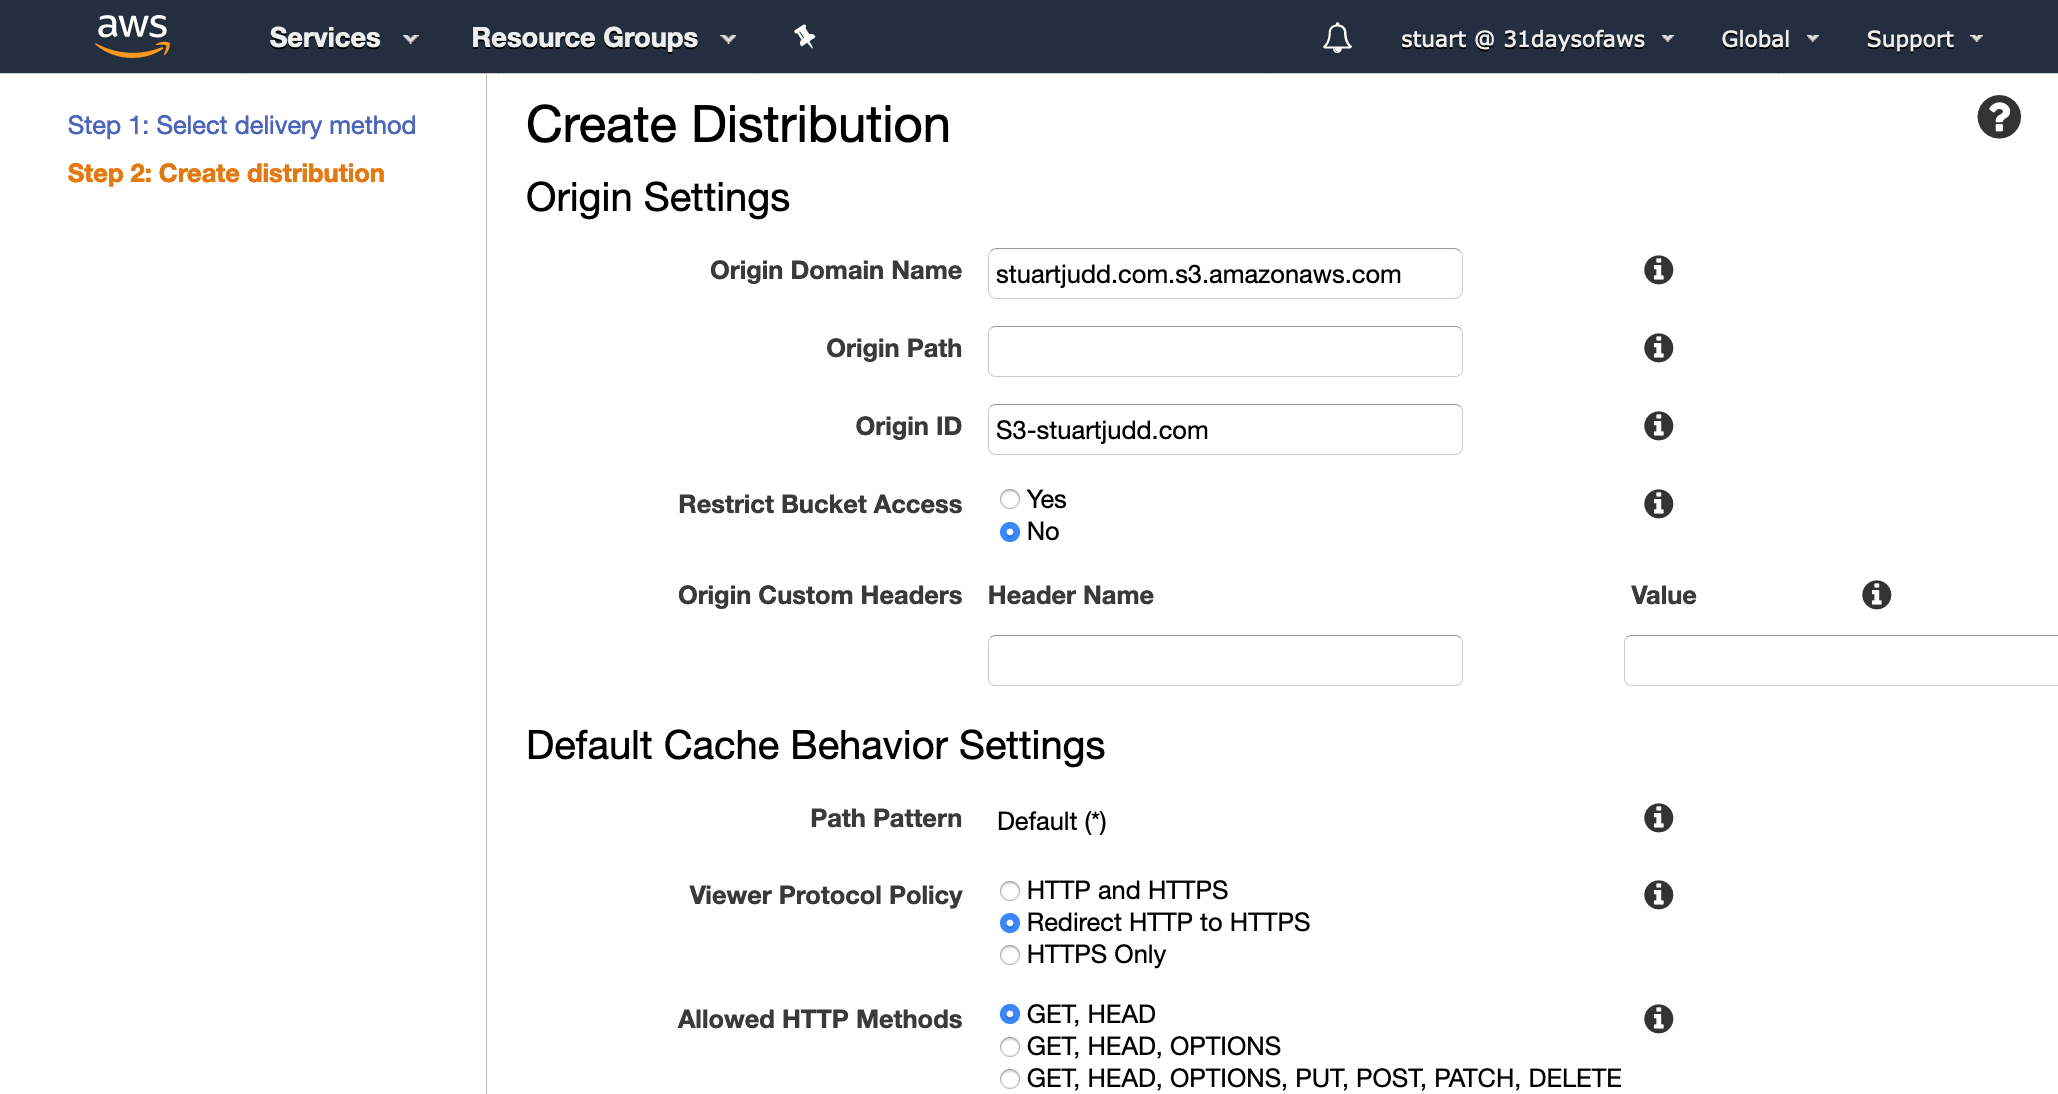 aws Services Resource Groups stuart @ 31daysofaws Global Support
Step 1: Select delivery method
Step 2: Create distribution
Create Distribution
?
Origin Settings
Origin Domain Name stuartjudd.com.s3.amazonaws.com
Origin Path
Origin ID S3-stuartjudd.com
Restrict Bucket Access Yes
No
Origin Custom Headers Header Name Value
Default Cache Behavior Settings
Path Pattern Default (*)
Viewer Protocol Policy HTTP and HTTPS
Redirect HTTP to HTTPS
HTTPS Only
Allowed HTTP Methods GET, HEAD
GET, HEAD, OPTIONS
GET, HEAD, OPTIONS, PUT, POST, PATCH, DELETE